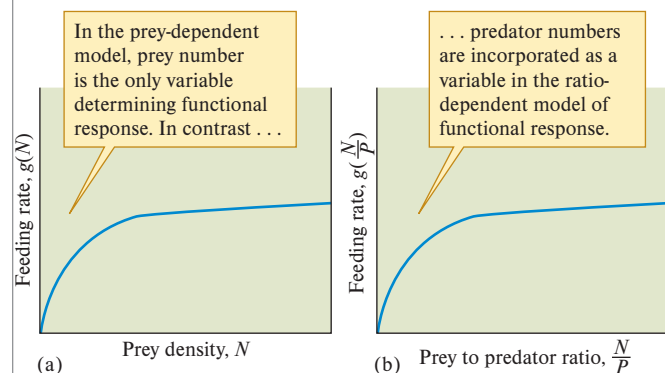 In the prey-dependent
model, prey number
is the only variable
determining functional
response. In contrast . . .
Feeding rate, g(N)
Prey density, N
(a)
. . . predator numbers
are incorporated as a
variable in the ratio-
dependent model of
functional response.
Feeding rate, g(N/P)
Prey to predator ratio, N/P
(b)